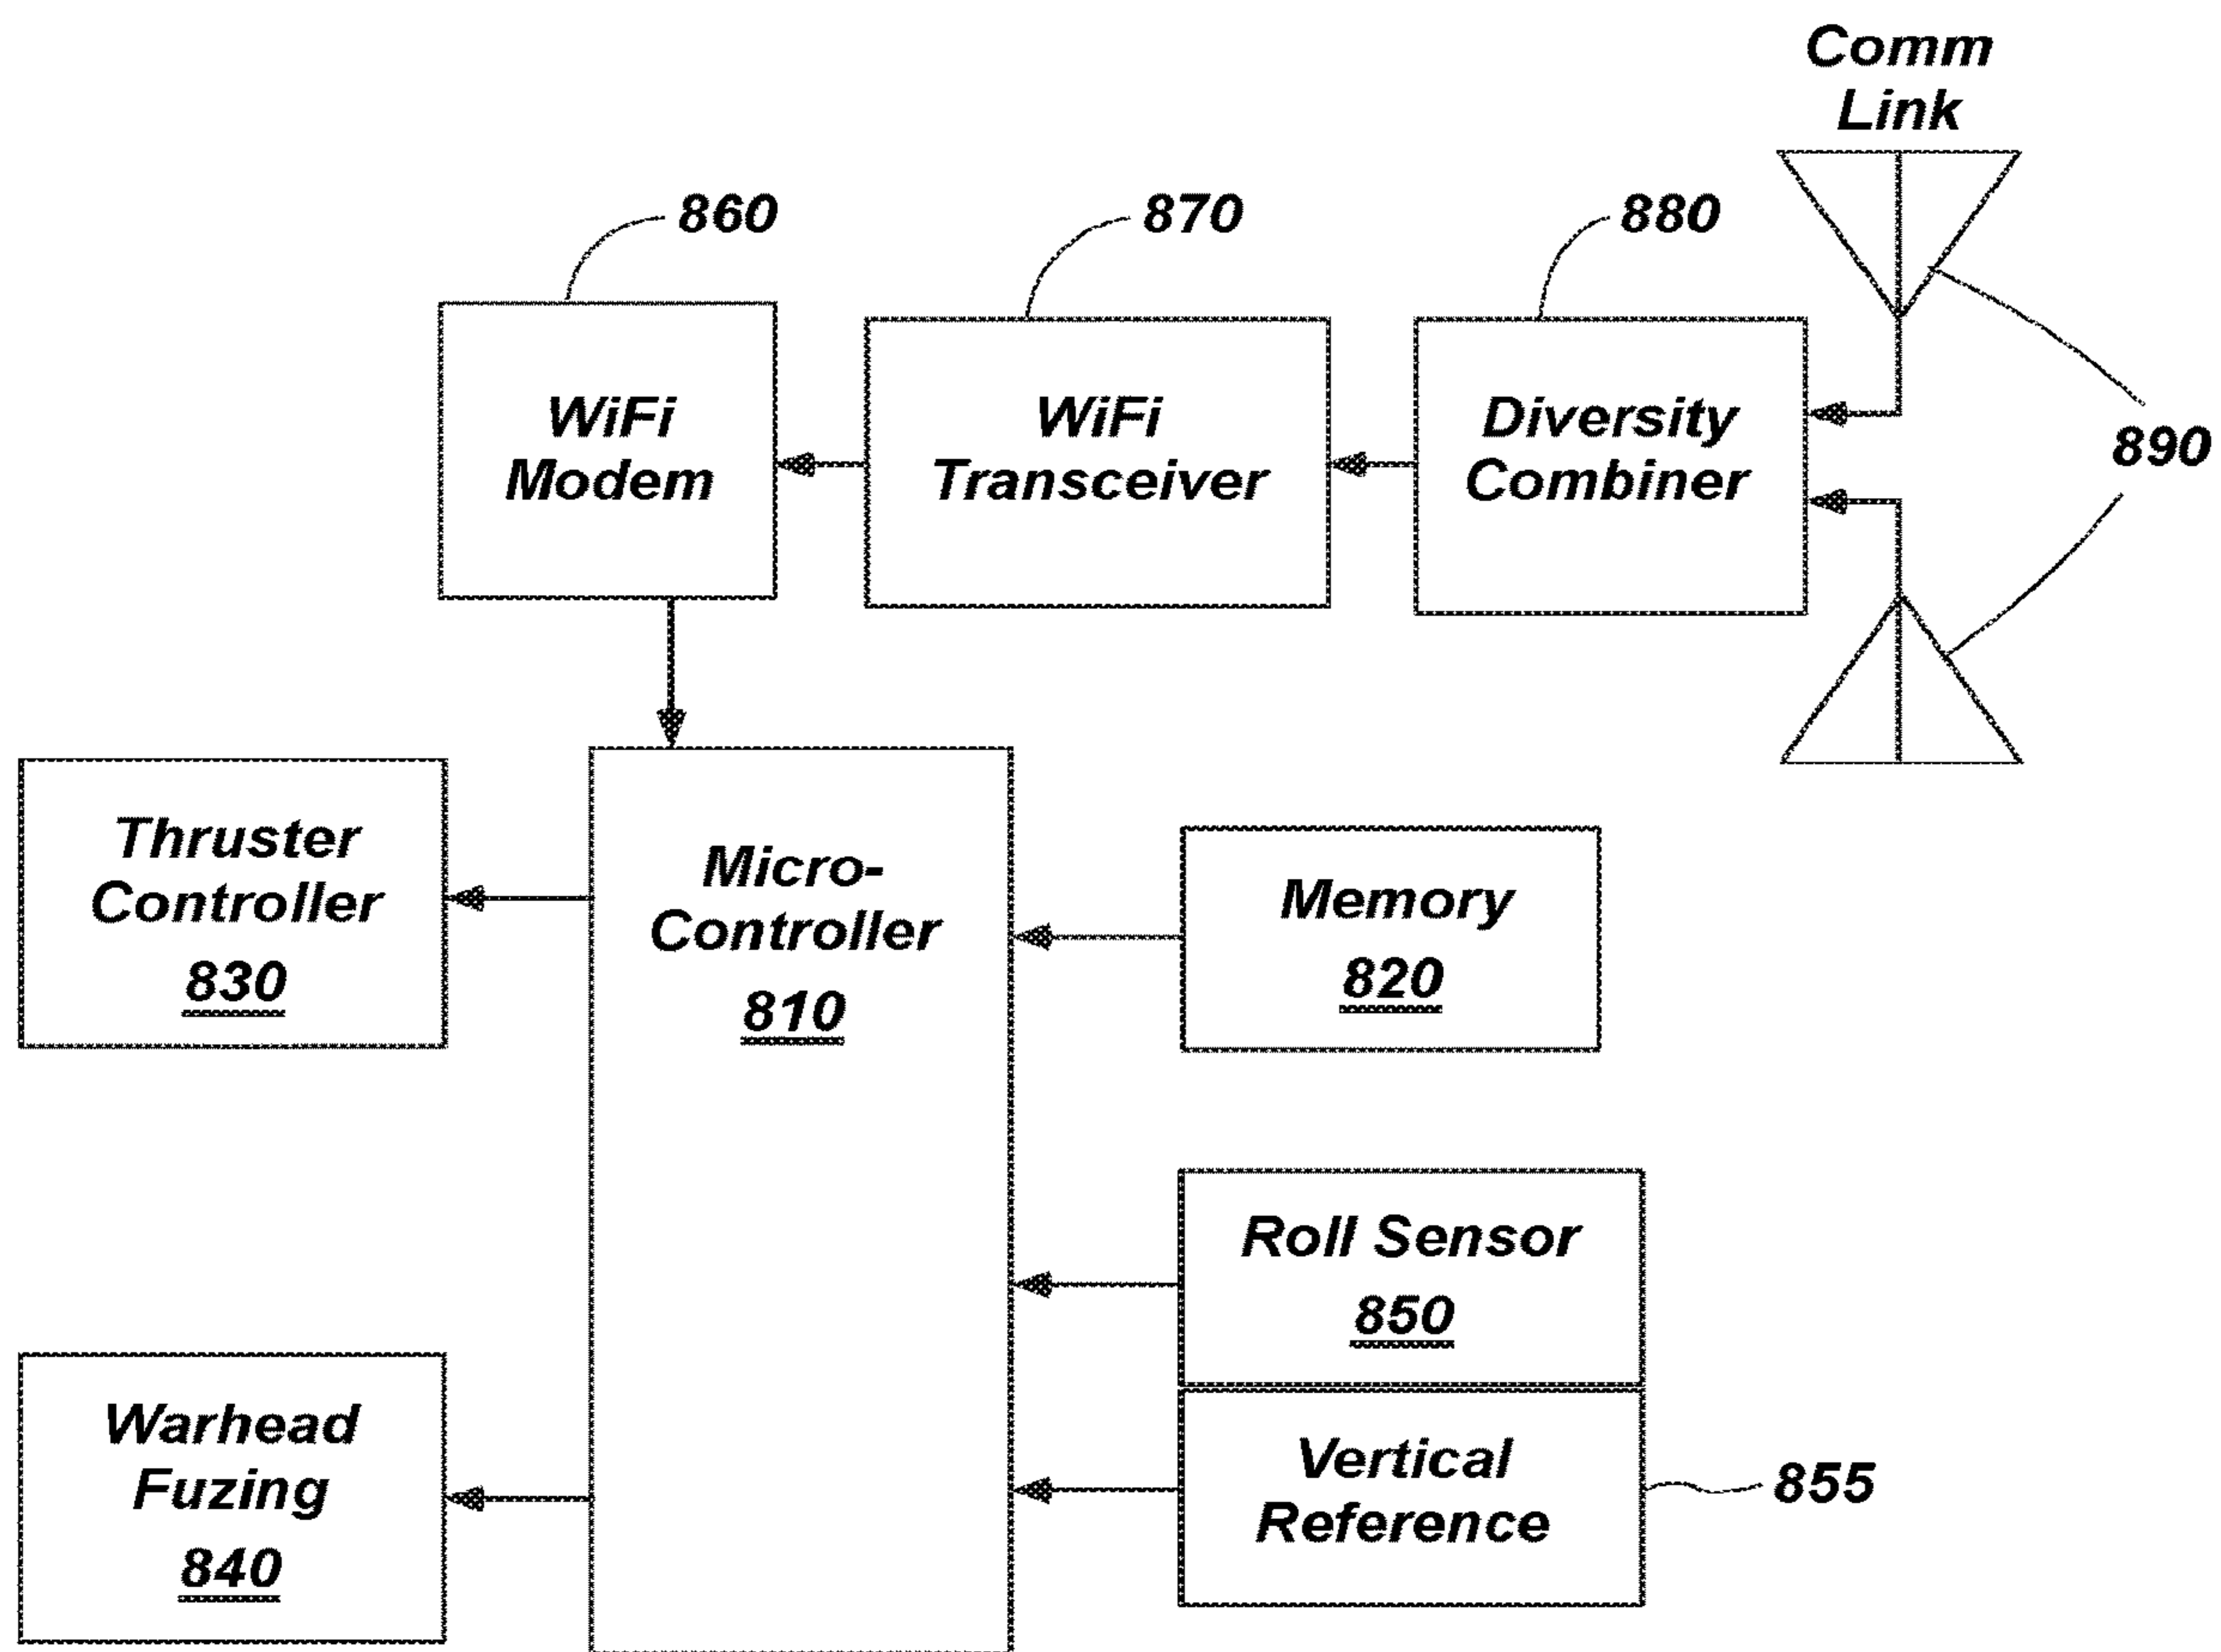 Comm
Link
860
870
880
WiFi
Modem
WiFi
Transceiver
Diversity
Combiner
890
Thruster
Controller
830
Micro-
Controller
810
Memory
820
Roll Sensor
850
Warhead
Fuzing
840
Vertical
Reference
855